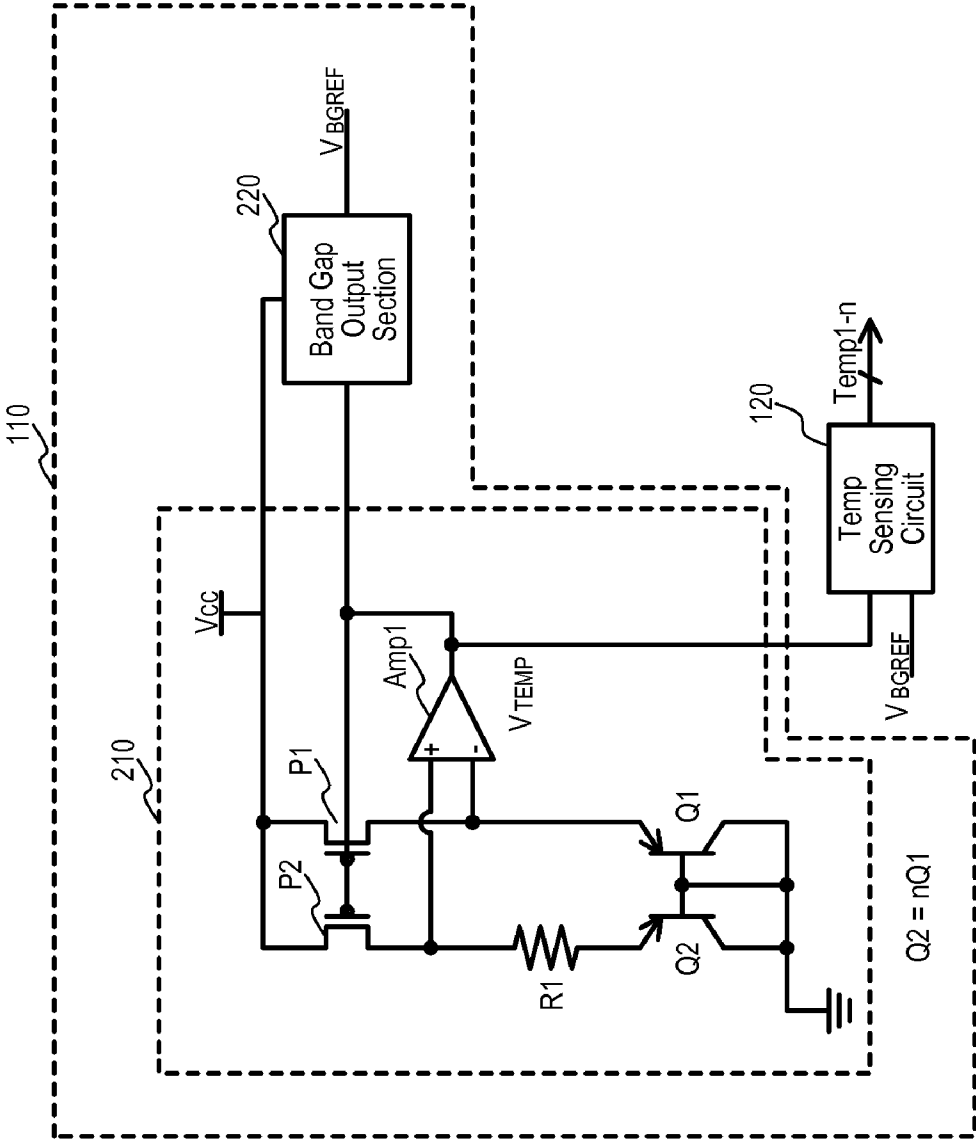 110
210
Vcc
220
Band Gap
Output
Section
VBGREF
P2
P1
Amp1
+
-
VTEMP
R1
Q2
Q1
Q2 = nQ1
120
Temp
Sensing
Circuit
VBGREF
Temp1-n